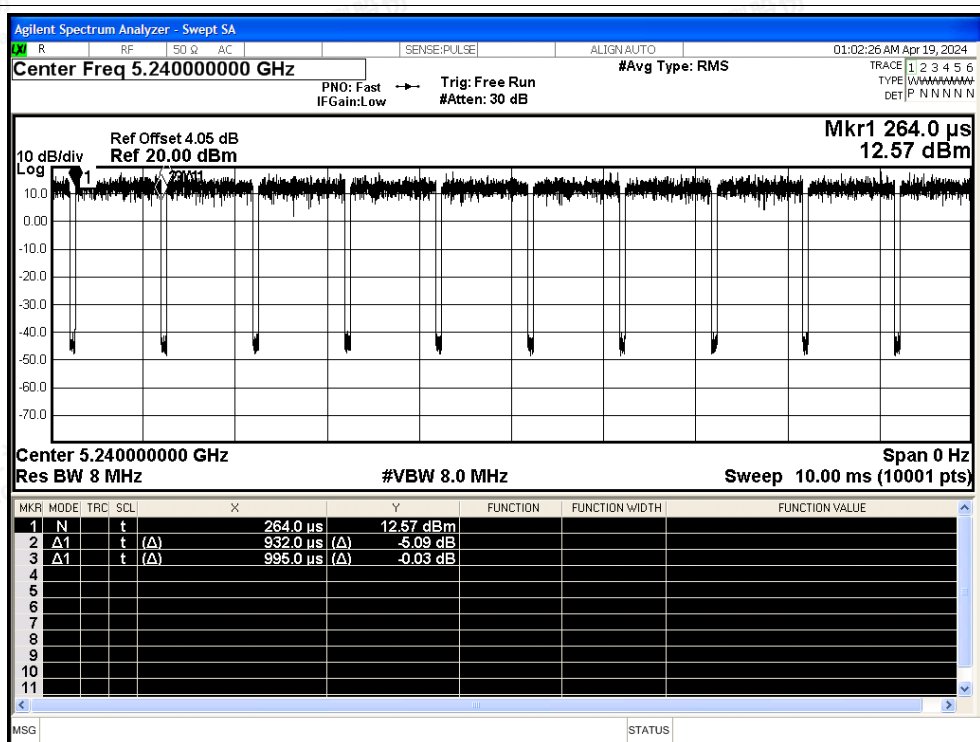 Agilent Spectrum Analyzer - Swept SA
LXI R RF 50 Ω AC SENSE:PULSE ALIGN AUTO 01:02:26 AM Apr 19, 2024
Center Freq 5.240000000 GHz #Avg Type: RMS TRACE 1 2 3 4 5 6
PNO: Fast Trig: Free Run TYPE
IFGain:Low #Atten: 30 dB DET P N N N N N
Mkr1 264.0 µs
Ref Offset 4.05 dB
10 dB/div Ref 20.00 dBm 12.57 dBm
Log
1
10.0
0.00
-10.0
-20.0
-30.0
-40.0
-50.0
-60.0
-70.0
Center 5.240000000 GHz Span 0 Hz
Res BW 8 MHz #VBW 8.0 MHz Sweep 10.00 ms (10001 pts)
MKR MODE TRC SCL X Y FUNCTION FUNCTION WIDTH FUNCTION VALUE
1 N t 264.0 µs 12.57 dBm
2 Δ1 t (Δ) 932.0 µs (Δ) -5.09 dB
3 Δ1 t (Δ) 995.0 µs (Δ) -0.03 dB
4
5
6
7
8
9
10
11
MSG STATUS